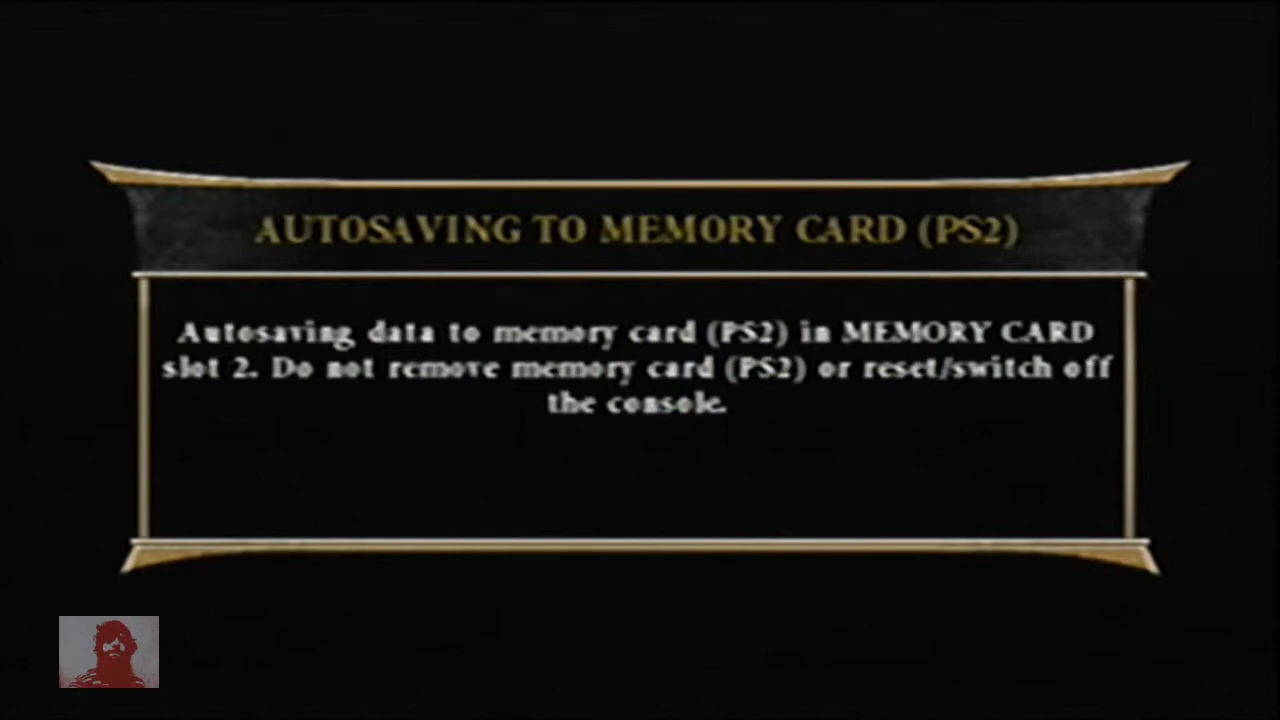 AUTOSAVING TO MEMORY CARD (PS2)
Autosaving data to memory card (PS2) in MEMORY CARD
slot 2. Do not remove memory card (PS2) or reset/switch off
the console.